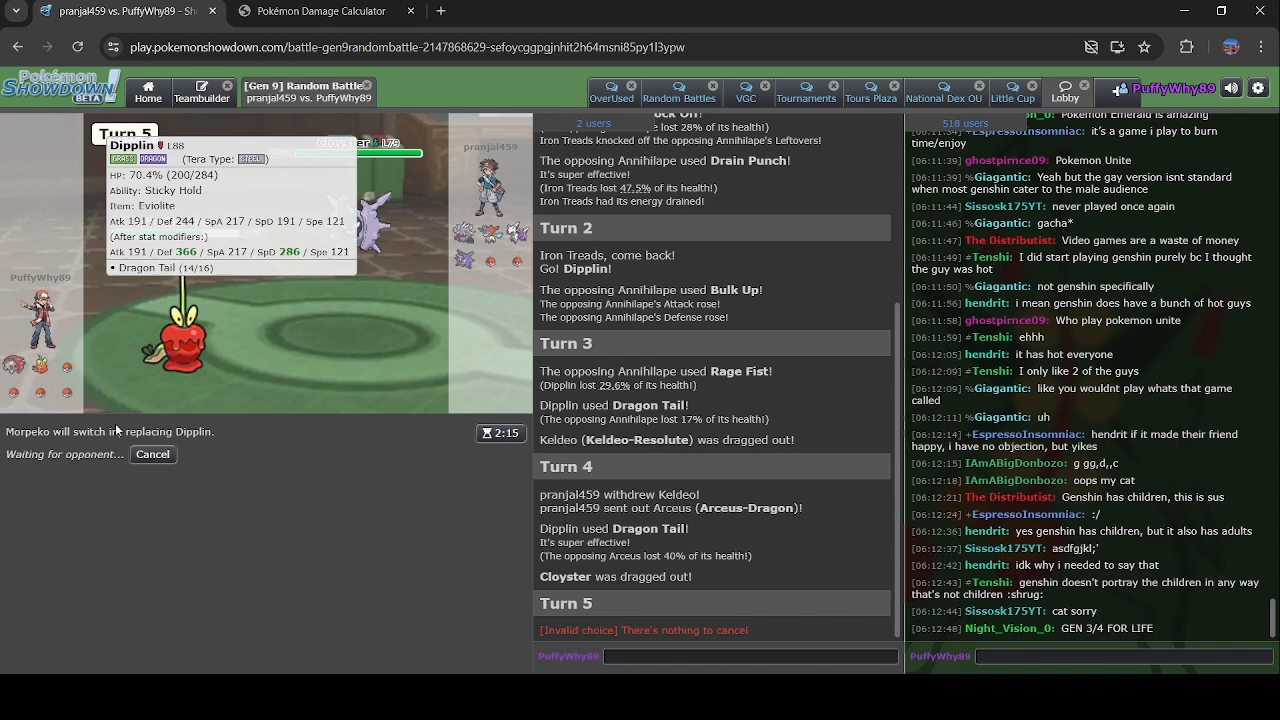 pranjal459 vs. PuffyWhy89 - Sho
Pokémon Damage Calculator
play.pokemonshowdown.com/battle-gen9randombattle-2147868629-sefoycggpgjnhit2h64msni85py1l3ypw
Pokémon
Showdown!
BETA
Home
Teambuilder
[Gen 9] Random Battle
pranjal459 vs. PuffyWhy89
OverUsed
Random Battles
VGC
Tournaments
Tours Plaza
National Dex OU
Little Cup
Lobby
PuffyWhy89
Turn 5
Dipplin L88
GRASS DRAGON (Tera Type: STEEL)
HP: 70.4% (200/284)
Ability: Sticky Hold
Item: Eviolite
Atk 191 / Def 244 / SpA 217 / SpD 191 / Spe 121
(After stat modifiers:)
Atk 191 / Def 366 / SpA 217 / SpD 286 / Spe 121
• Dragon Tail (14/16)
Cloyster L79
pranjal459
PuffyWhy89
Morpeko will switch in, replacing Dipplin.
Waiting for opponent...
Cancel
2:15
2 users
ock Off!
lost 28% of its health!)
Iron Treads knocked off the opposing Annihilape's Leftovers!
The opposing Annihilape used Drain Punch!
It's super effective!
(Iron Treads lost 47.5% of its health!)
Iron Treads had its energy drained!
Turn 2
Iron Treads, come back!
Go! Dipplin!
The opposing Annihilape used Bulk Up!
The opposing Annihilape's Attack rose!
The opposing Annihilape's Defense rose!
Turn 3
The opposing Annihilape used Rage Fist!
(Dipplin lost 29.6% of its health!)
Dipplin used Dragon Tail!
(The opposing Annihilape lost 17% of its health!)
Keldeo (Keldeo-Resolute) was dragged out!
Turn 4
pranjal459 withdrew Keldeo!
pranjal459 sent out Arceus (Arceus-Dragon)!
Dipplin used Dragon Tail!
It's super effective!
(The opposing Arceus lost 40% of its health!)
Cloyster was dragged out!
Turn 5
[Invalid choice] There's nothing to cancel
PuffyWhy89
518 users
Pokemon Emerald is amazing
+EspressoInsomniac: it's a game i play to burn
time/enjoy
[06:11:39] ghostpirnce09: Pokemon Unite
[06:11:39] %Giagantic: Yeah but the gay version isnt standard
when most genshin cater to the male audience
[06:11:44] Sissosk175YT: never played once again
[06:11:46] %Giagantic: gacha*
[06:11:47] The Distributist: Video games are a waste of money
[06:11:48] #Tenshi: I did start playing genshin purely bc I thought
the guy was hot
[06:11:50] %Giagantic: not genshin specifically
[06:11:56] hendrit: i mean genshin does have a bunch of hot guys
[06:11:58] ghostpirnce09: Who play pokemon unite
[06:11:59] #Tenshi: ehhh
[06:12:05] hendrit: it has hot everyone
[06:12:09] #Tenshi: I only like 2 of the guys
[06:12:09] %Giagantic: like you wouldnt play whats that game
called
[06:12:11] %Giagantic: uh
[06:12:14] +EspressoInsomniac: hendrit if it made their friend
happy, i have no objection, but yikes
[06:12:15] IAmABigDonbozo: g gg,d,,c
[06:12:18] IAmABigDonbozo: oops my cat
[06:12:21] The Distributist: Genshin has children, this is sus
[06:12:24] +EspressoInsomniac: :/
[06:12:36] hendrit: yes genshin has children, but it also has adults
[06:12:37] Sissosk175YT: asdfgjkl;'
[06:12:42] hendrit: idk why i needed to say that
[06:12:43] #Tenshi: genshin doesn't portray the children in any way
that's not children :shrug:
[06:12:44] Sissosk175YT: cat sorry
[06:12:48] Night_Vision_0: GEN 3/4 FOR LIFE
PuffyWhy89